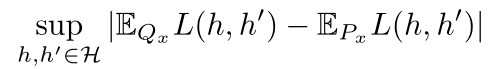 sup_{h,h′∈ℋ} |𝔼_{Q_x} L(h, h′) − 𝔼_{P_x} L(h, h′)|